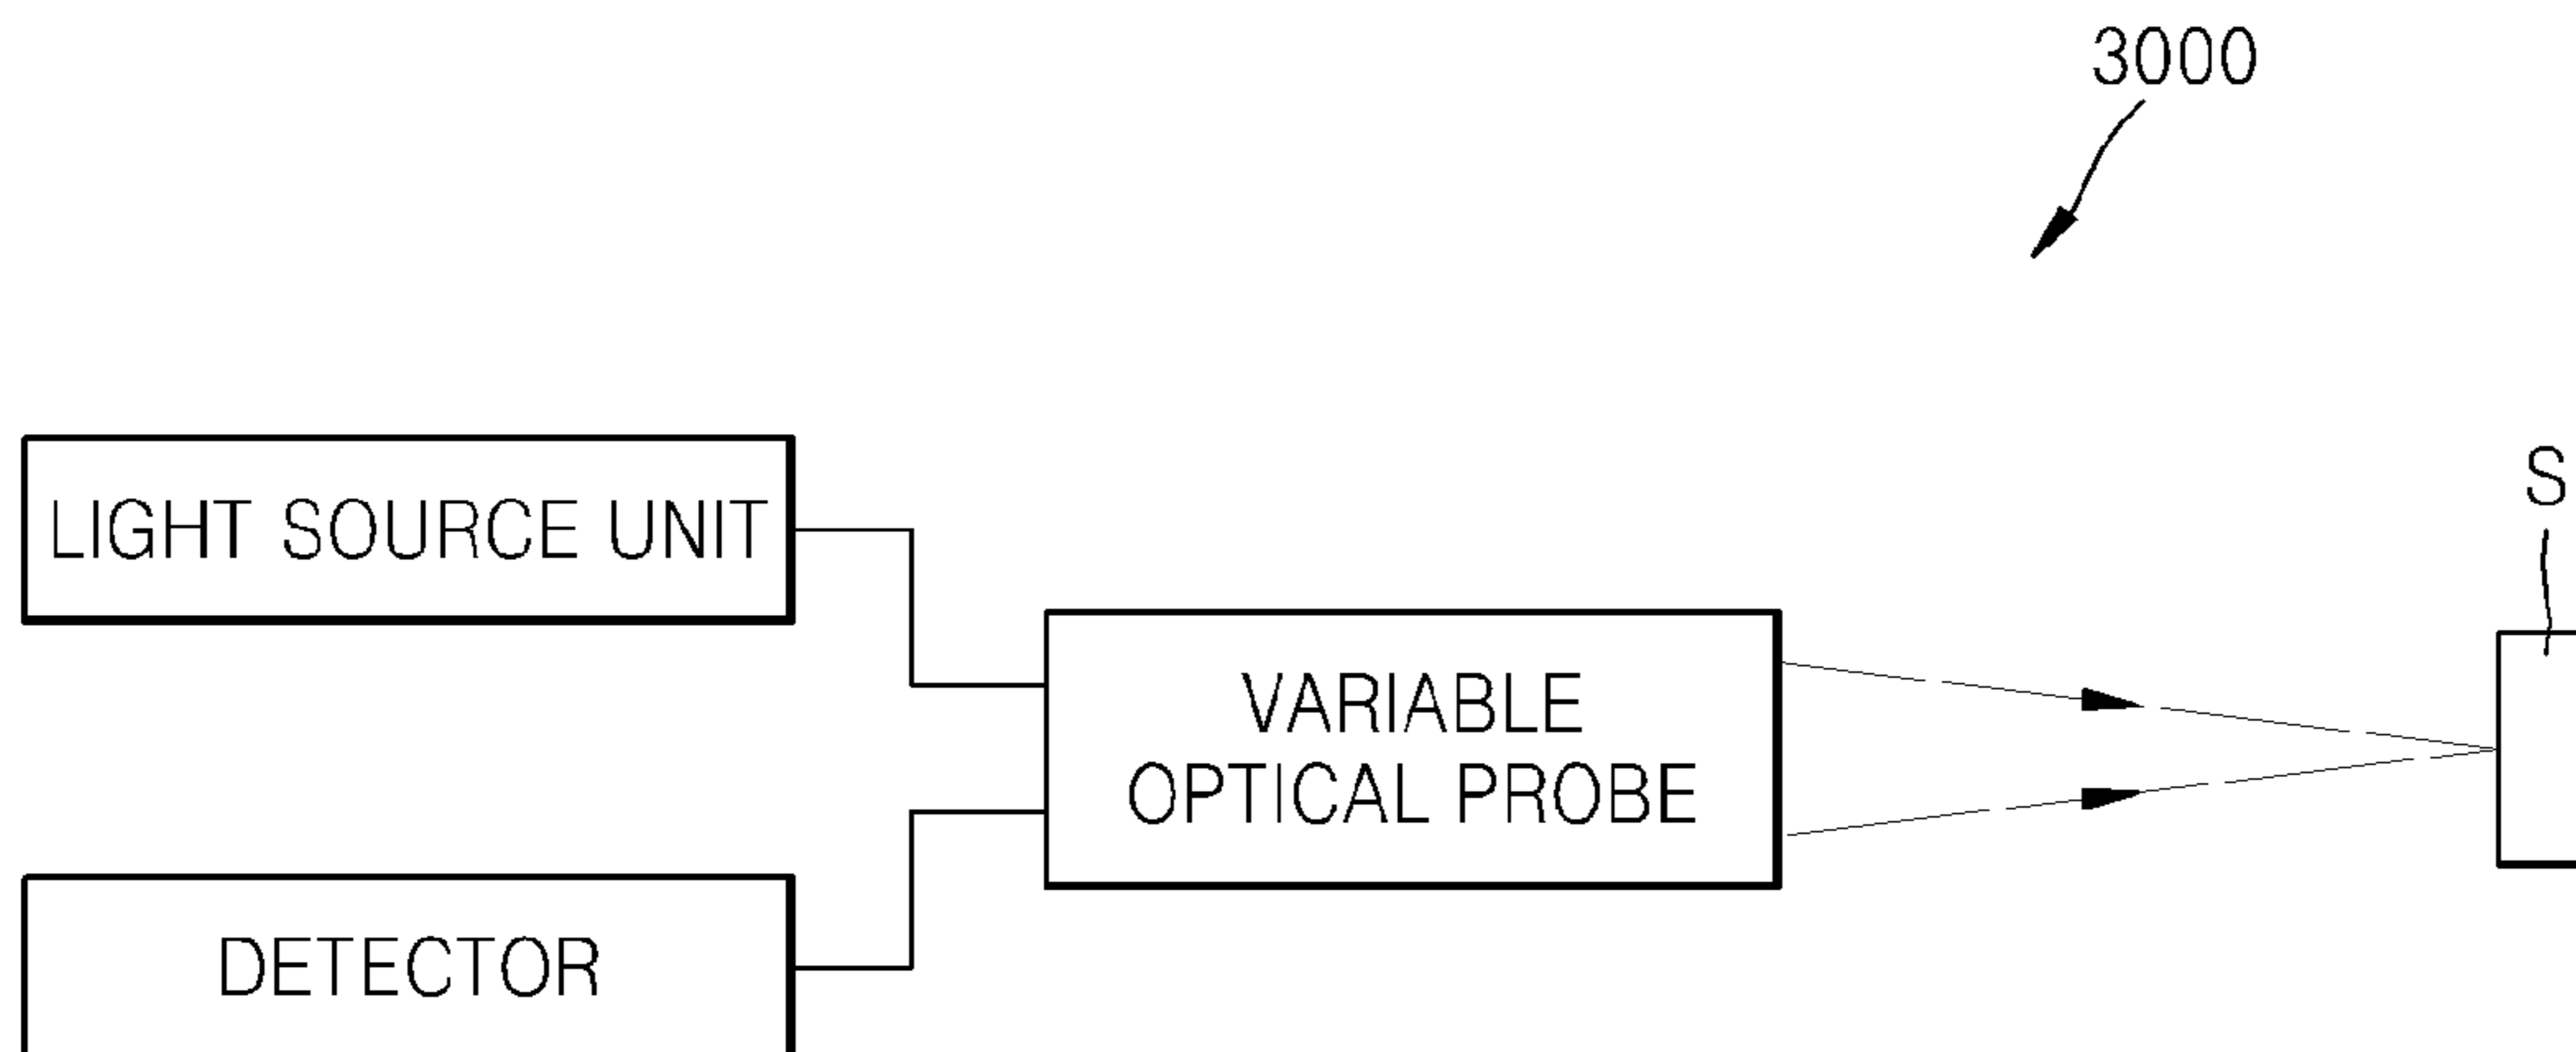 3000
LIGHT SOURCE UNIT
S
VARIABLE
OPTICAL PROBE
DETECTOR